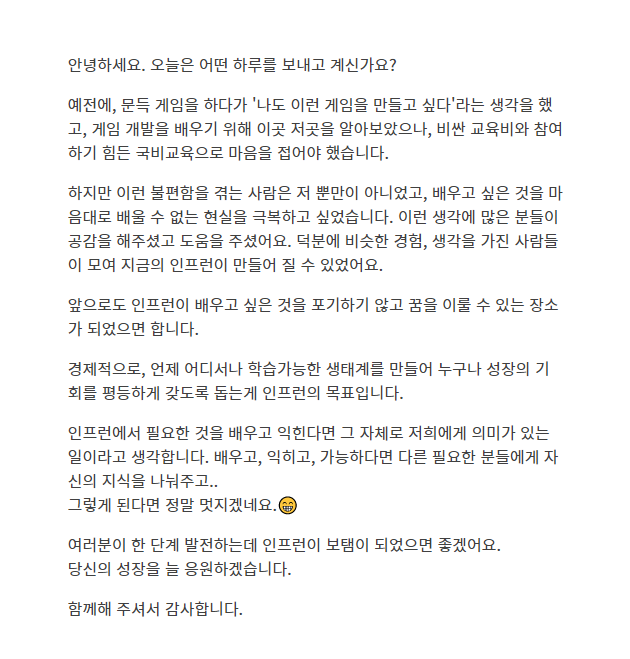 안녕하세요. 오늘은 어떤 하루를 보내고 계신가요?
예전에, 문득 게임을 하다가 '나도 이런 게임을 만들고 싶다'라는 생각을 했
고, 게임 개발을 배우기 위해 이곳 저곳을 알아보았으나, 비싼 교육비와 참여
하기 힘든 국비교육으로 마음을 접어야 했습니다.
하지만 이런 불편함을 겪는 사람은 저 뿐만이 아니었고, 배우고 싶은 것을 마
음대로 배울 수 없는 현실을 극복하고 싶었습니다. 이런 생각에 많은 분들이
공감을 해주셨고 도움을 주셨어요. 덕분에 비슷한 경험, 생각을 가진 사람들
이 모여 지금의 인프런이 만들어 질 수 있었어요.
앞으로도 인프런이 배우고 싶은 것을 포기하기 않고 꿈을 이룰 수 있는 장소
가 되었으면 합니다.
경제적으로, 언제 어디서나 학습가능한 생태계를 만들어 누구나 성장의 기
회를 평등하게 갖도록 돕는게 인프런의 목표입니다.
인프런에서 필요한 것을 배우고 익힌다면 그 자체로 저희에게 의미가 있는
일이라고 생각합니다. 배우고, 익히고, 가능하다면 다른 필요한 분들에게 자
신의 지식을 나눠주고..
그렇게 된다면 정말 멋지겠네요.😁
여러분이 한 단계 발전하는데 인프런이 보탬이 되었으면 좋겠어요.
당신의 성장을 늘 응원하겠습니다.
함께해 주셔서 감사합니다.